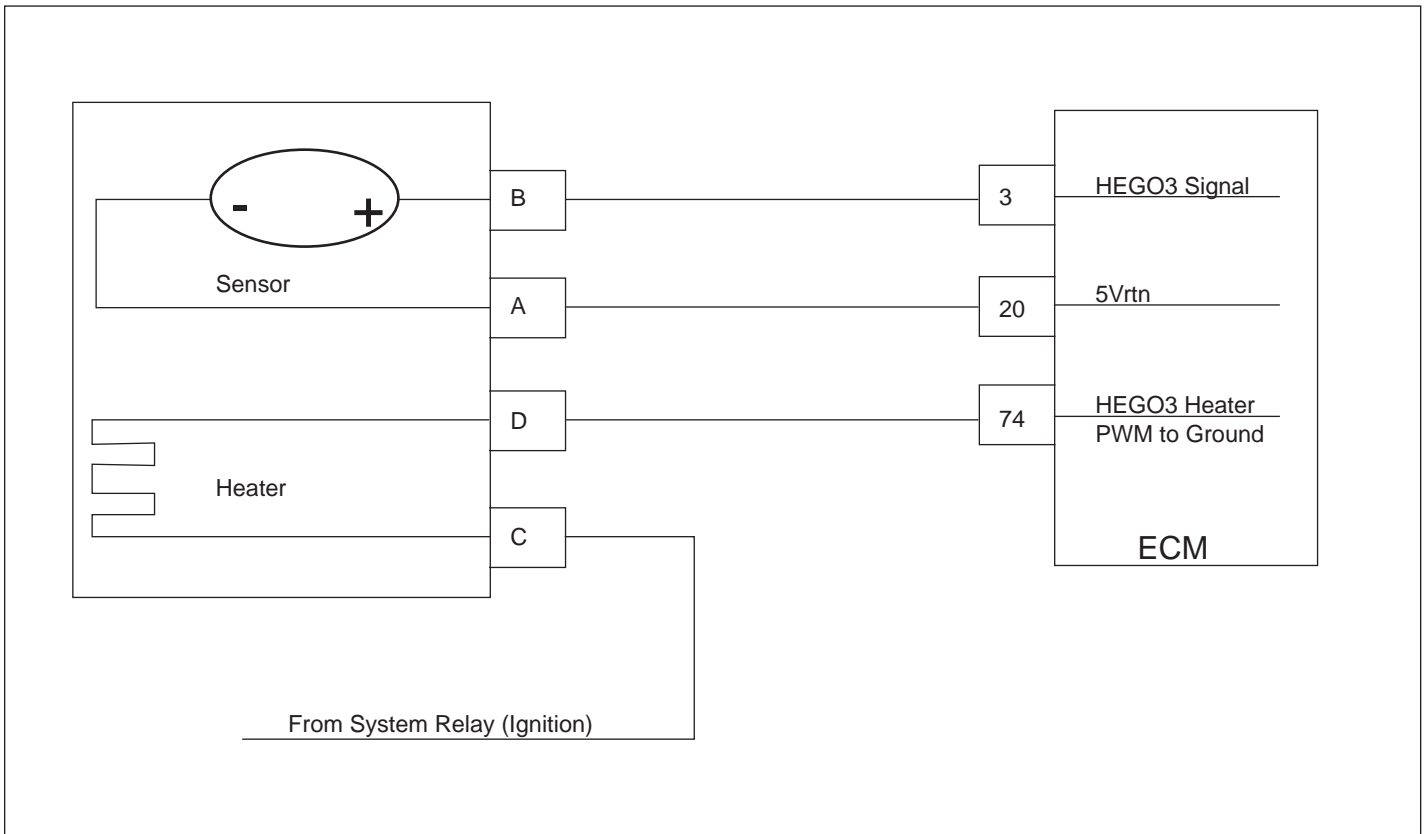 -
+
Sensor
Heater
B
A
D
C
3
20
74
HEGO3 Signal
5Vrtn
HEGO3 Heater
PWM to Ground
ECM
From System Relay (Ignition)